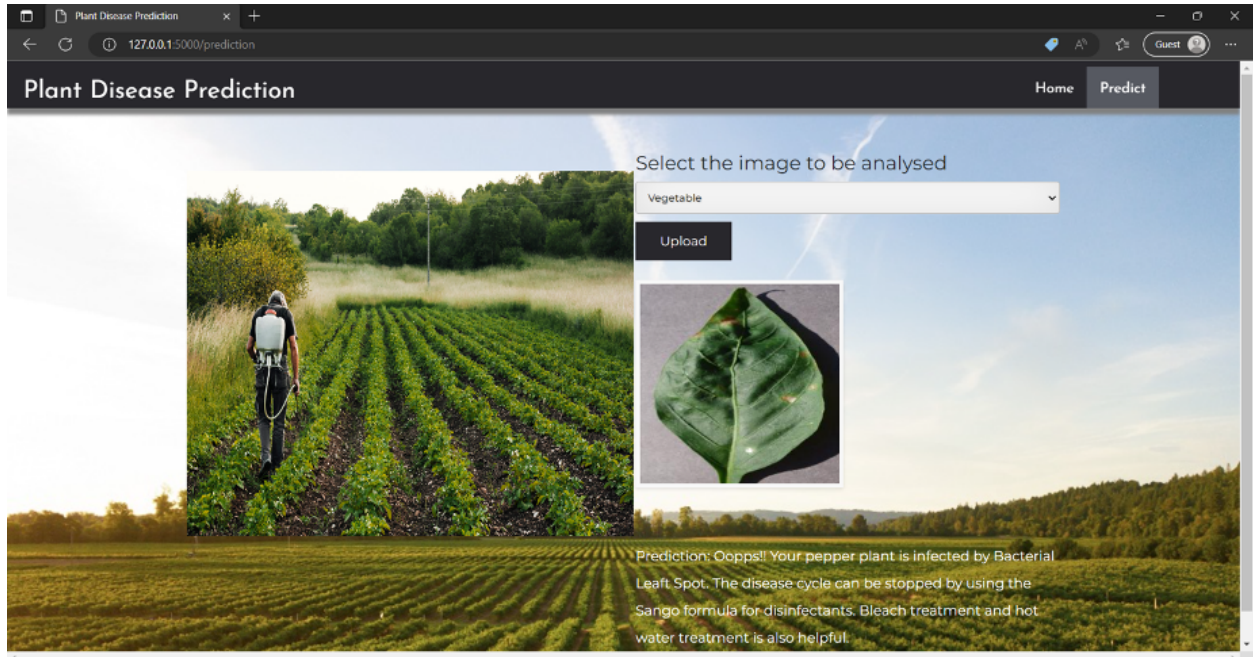 Plant Disease Prediction
127.0.0.1:5000/prediction
Guest
Plant Disease Prediction
Home
Predict
Select the image to be analysed
Vegetable
Upload
Prediction: Oopps!! Your pepper plant is infected by Bacterial
Leaft Spot. The disease cycle can be stopped by using the
Sango formula for disinfectants. Bleach treatment and hot
water treatment is also helpful.